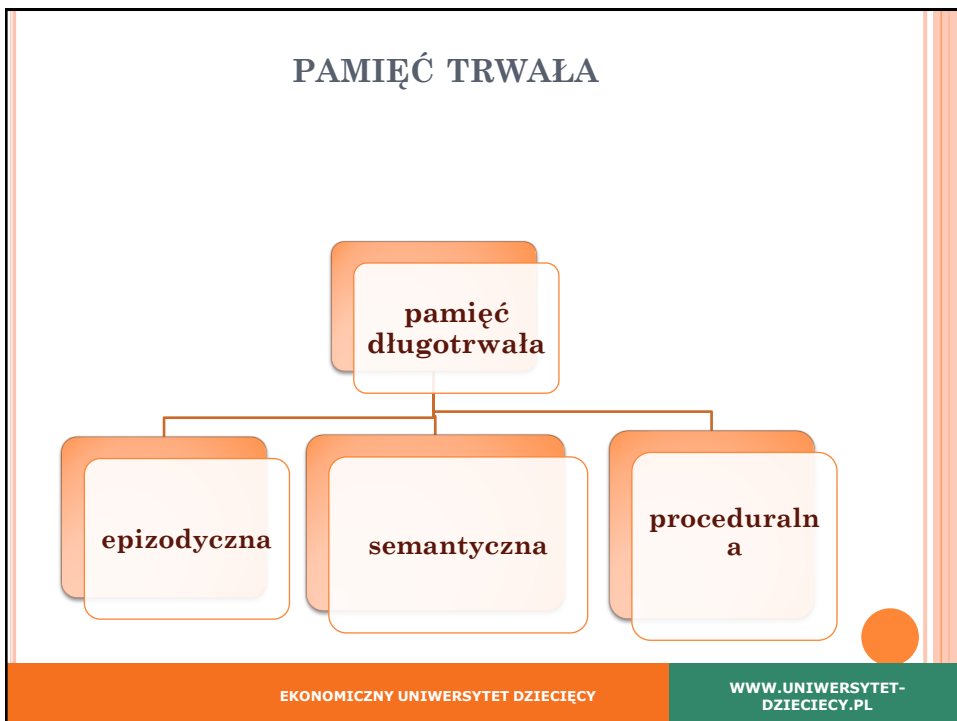 PAMIĘĆ TRWAŁA
pamięć
długotrwała
epizodyczna
semantyczna
proceduraln
a
EKONOMICZNY UNIWERSYTET DZIECIĘCY
WWW.UNIWERSYTET-
DZIECIECY.PL